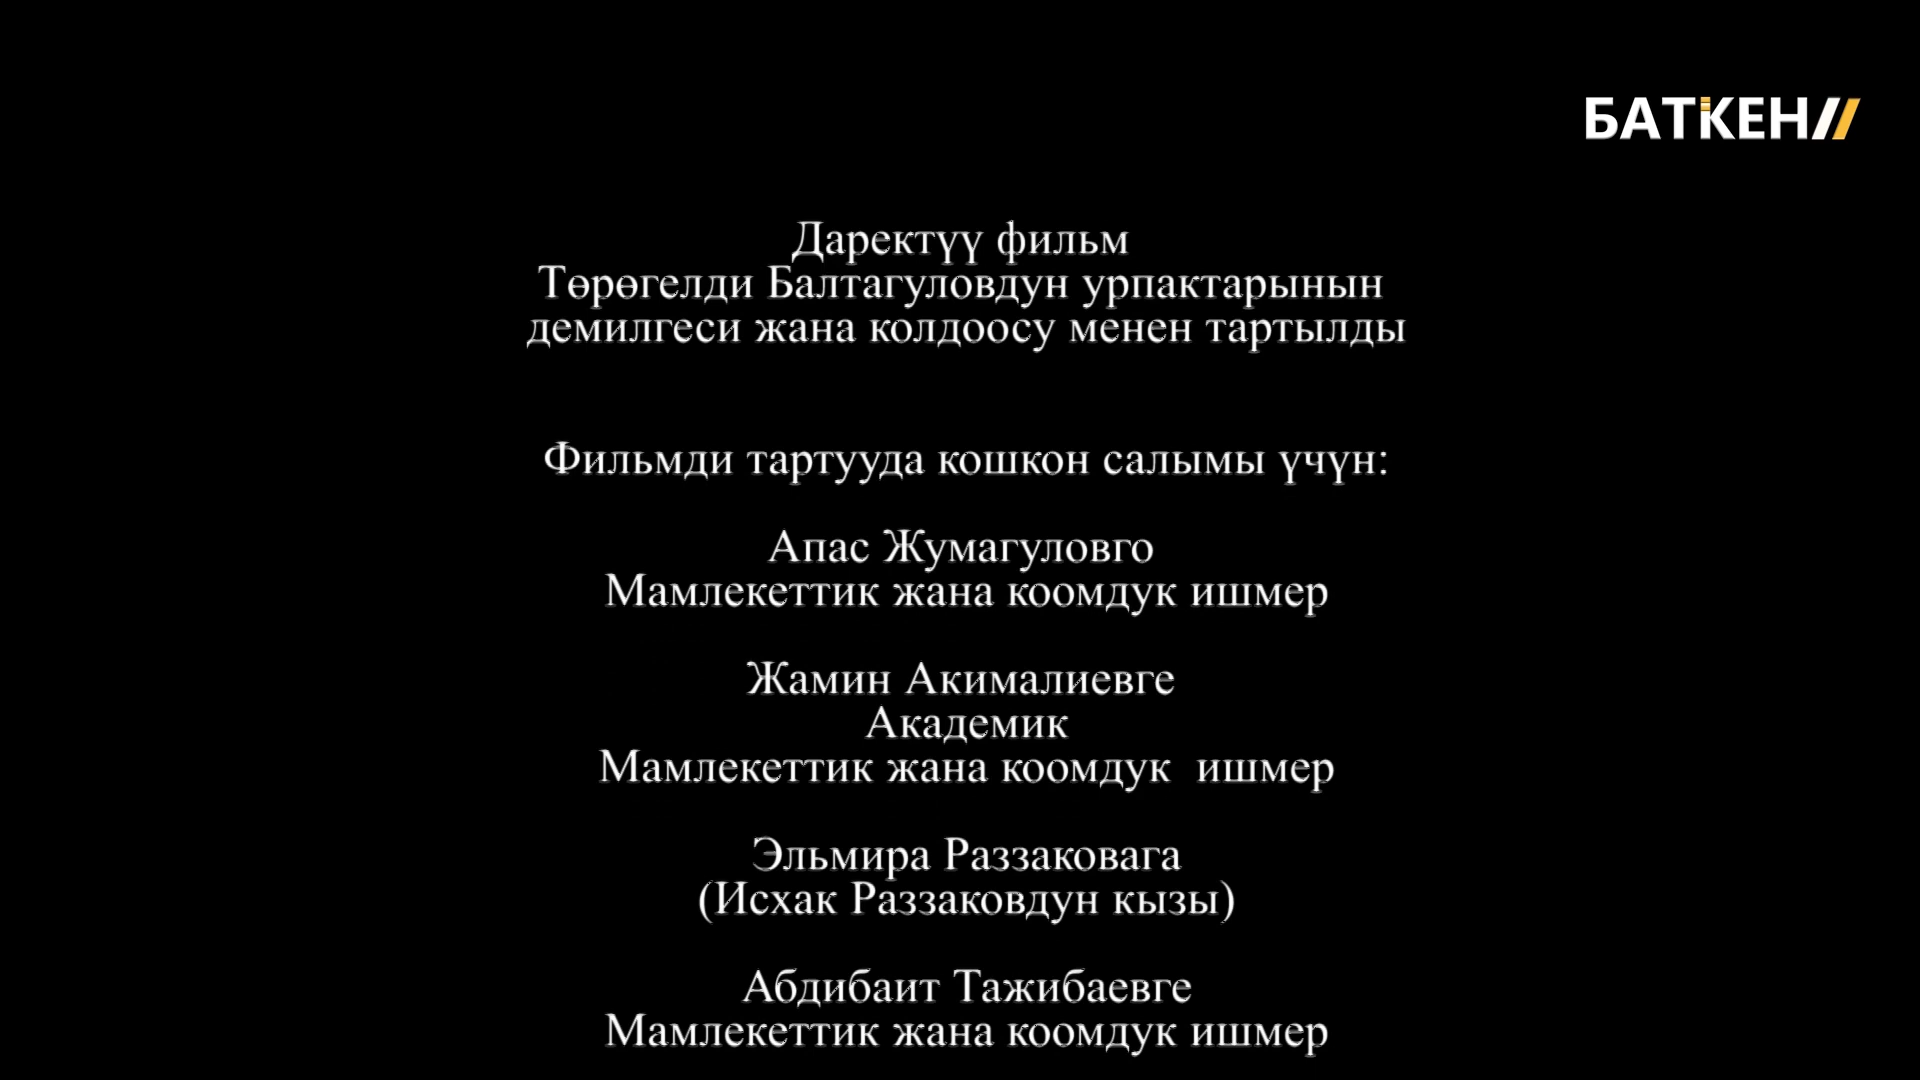 БАТКЕН
Даректүү фильм
Төрөгелди Балтагуловдун урпактарынын
демилгеси жана колдоосу менен тартылды
Фильмди тартууда кошкон салымы үчүн:
Апас Жумагуловго
Мамлекеттик жана коомдук ишмер
Жамин Акималиевге
Академик
Мамлекеттик жана коомдук ишмер
Эльмира Раззаковага
(Исхак Раззаковдун кызы)
Абдибаит Тажибаевге
Мамлекеттик жана коомдук ишмер